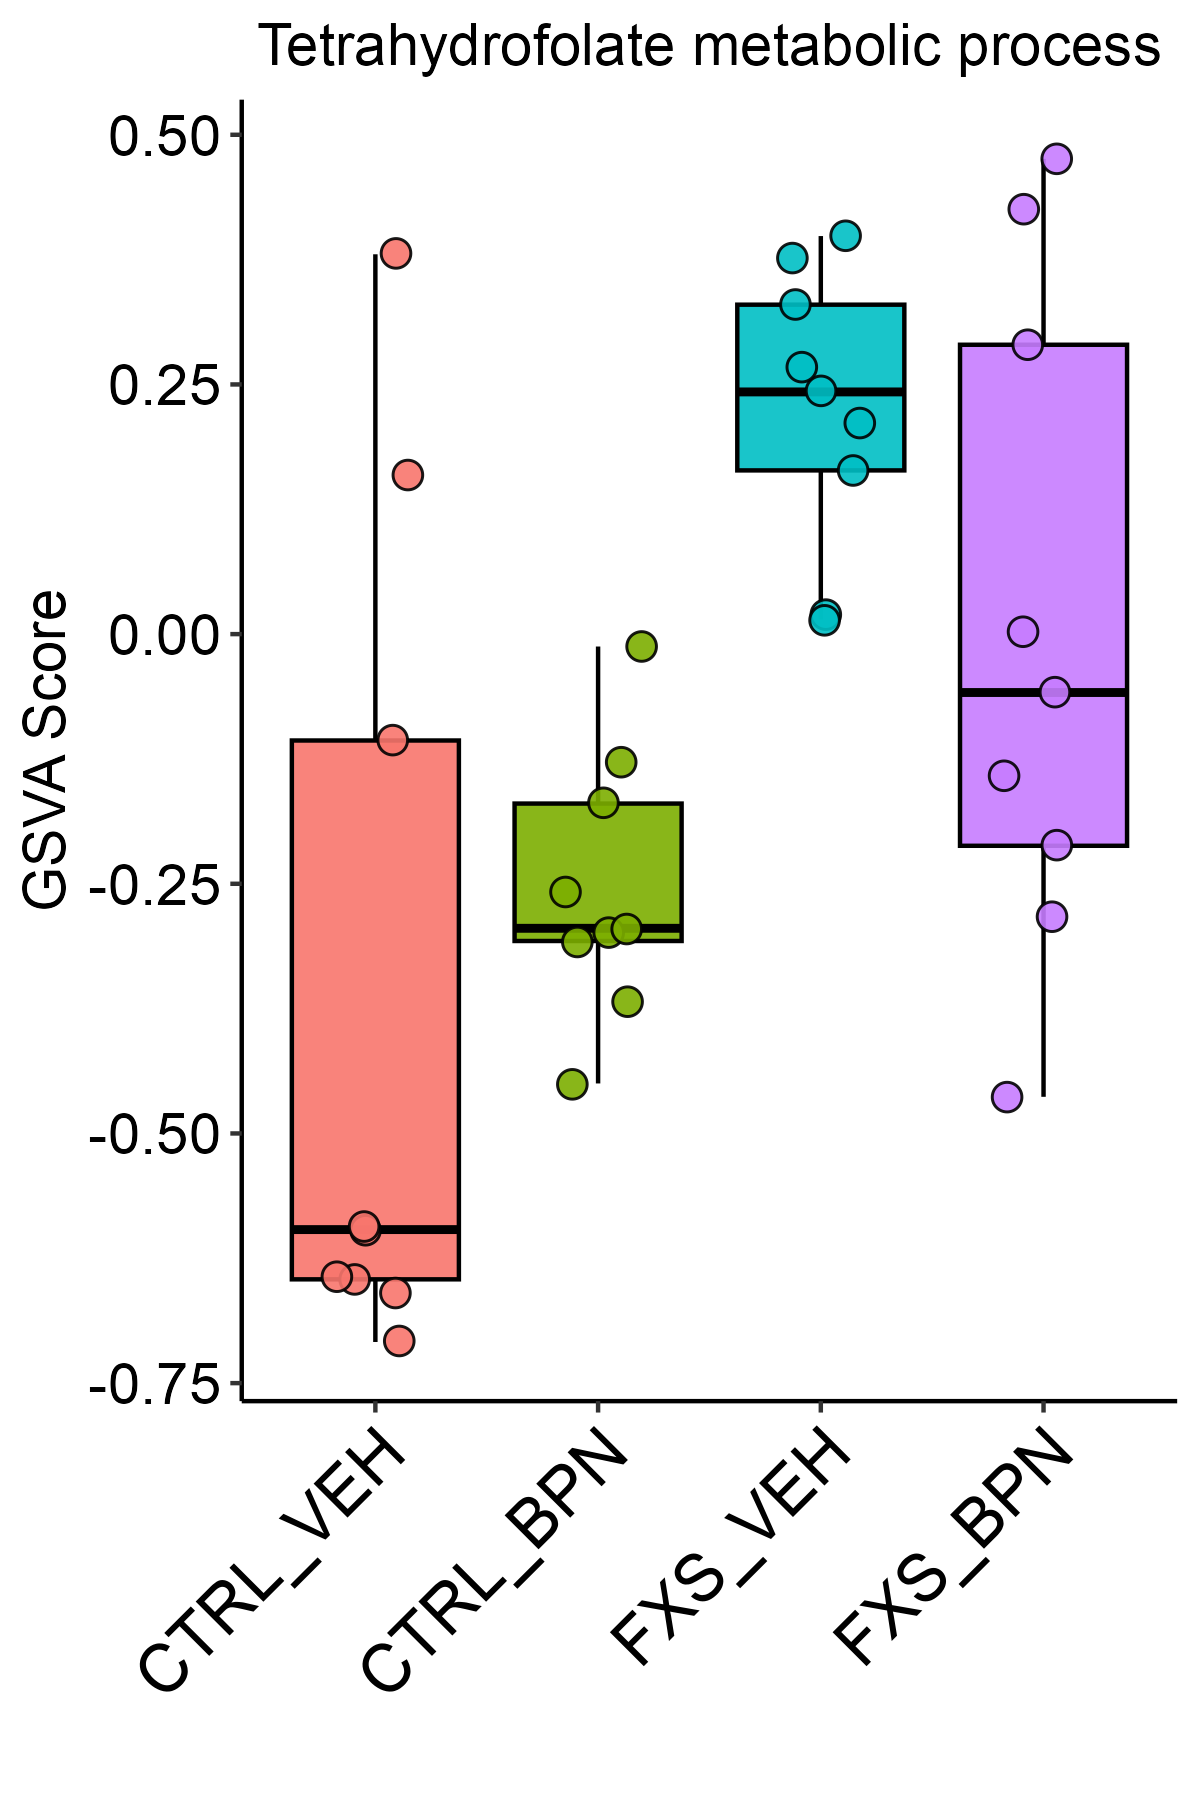 Tetrahydrofolate metabolic process
GSVA Score
0.50
0.25
0.00
-0.25
-0.50
-0.75
CTRL_VEH
CTRL_BPN
FXS_VEH
FXS_BPN